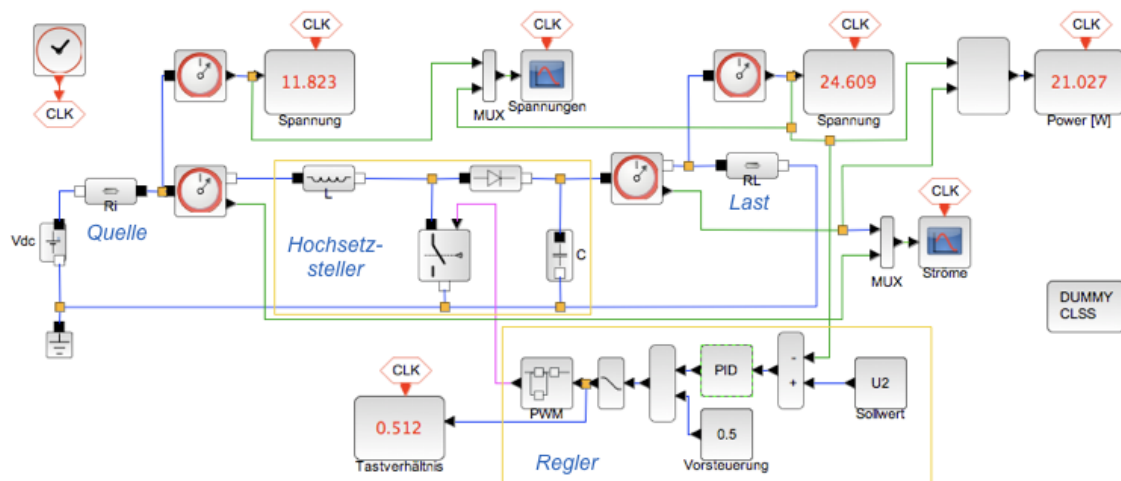 CLK
CLK
CLK
CLK
CLK
11.823
24.609
21.027
Spannung
MUX
Spannungen
Spannung
Power [W]
Ri
L
RL
CLK
Quelle
Last
Vdc
Hochsetz-
steller
C
MUX
Ströme
DUMMY
CLSS
CLK
PID
U2
PWM
Sollwert
0.512
0.5
Tastverhältnis
Regler
Vorsteuerung